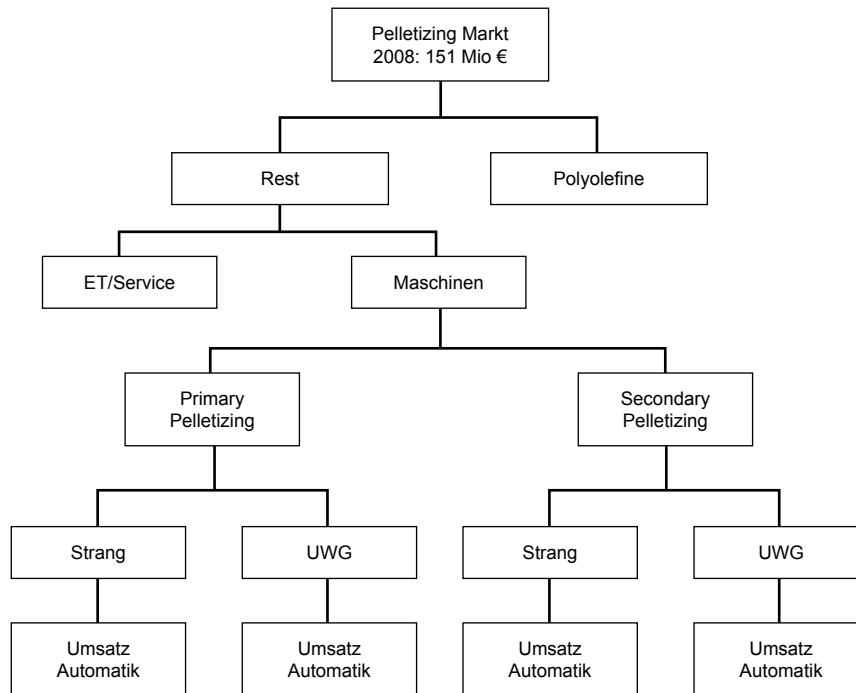 Pelletizing Markt
2008: 151 Mio €
Rest
Polyolefine
ET/Service
Maschinen
Primary
Pelletizing
Secondary
Pelletizing
Strang
UWG
Strang
UWG
Umsatz
Automatik
Umsatz
Automatik
Umsatz
Automatik
Umsatz
Automatik